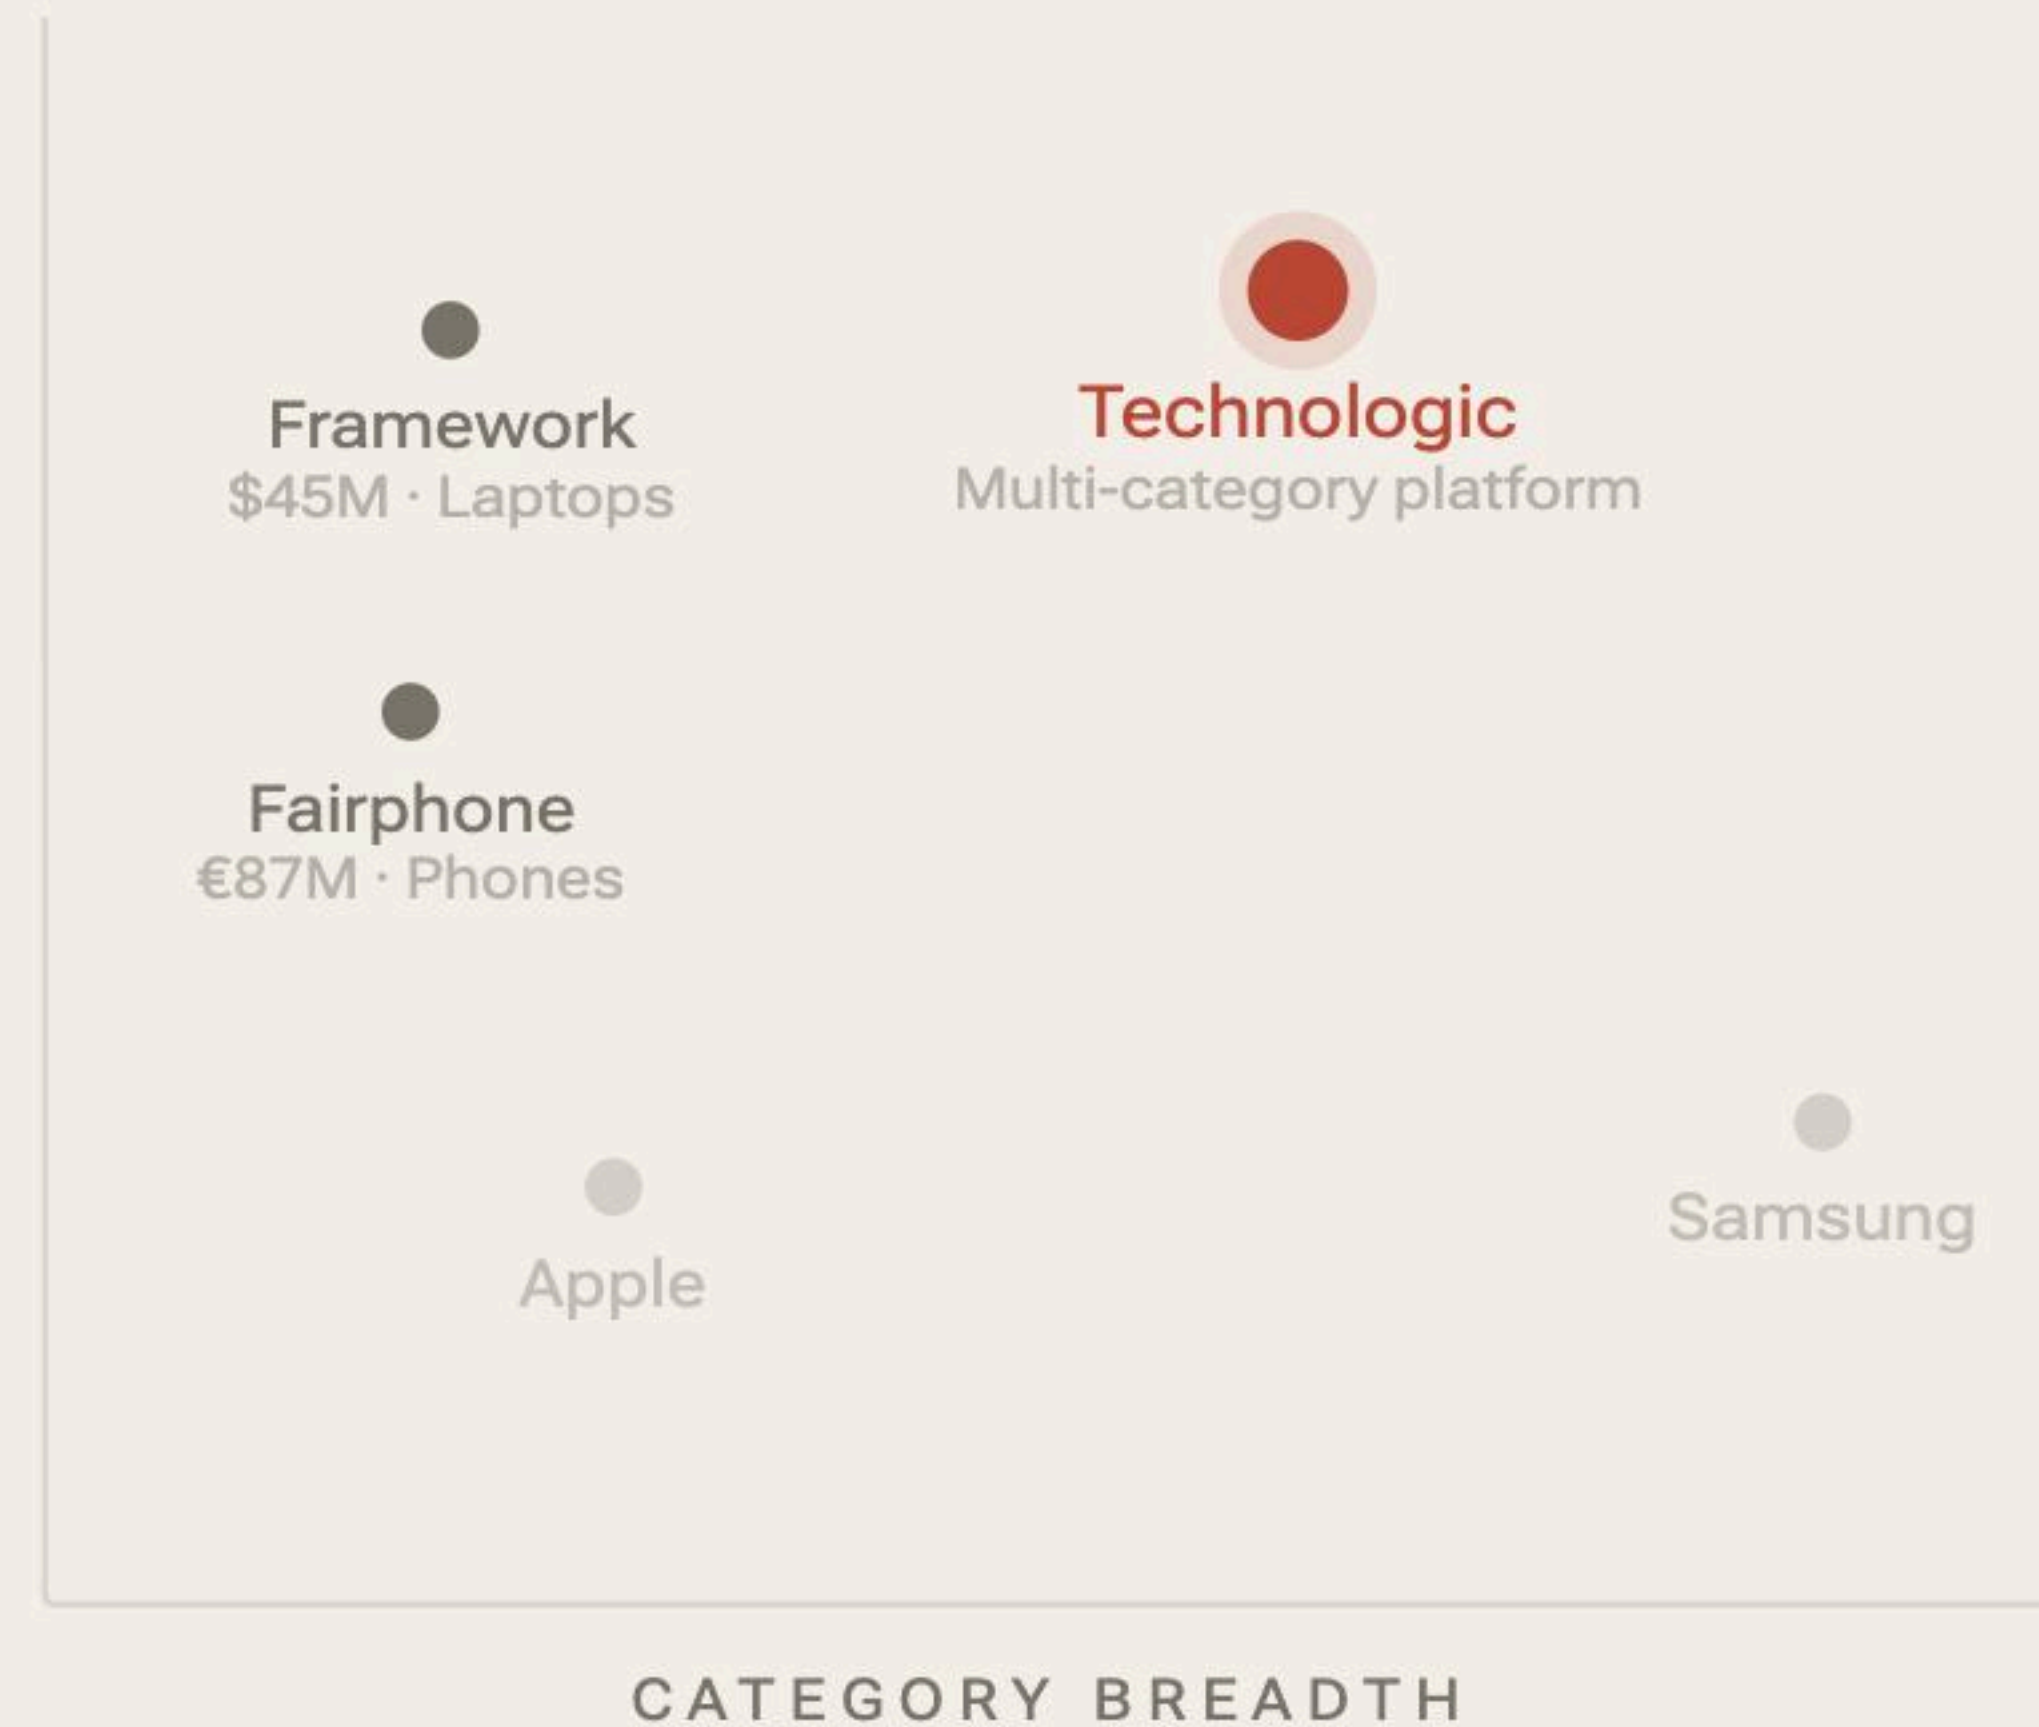 Framework
$45M · Laptops
Technologic
Multi-category platform
Fairphone
€87M · Phones
Samsung
Apple
CATEGORY BREADTH